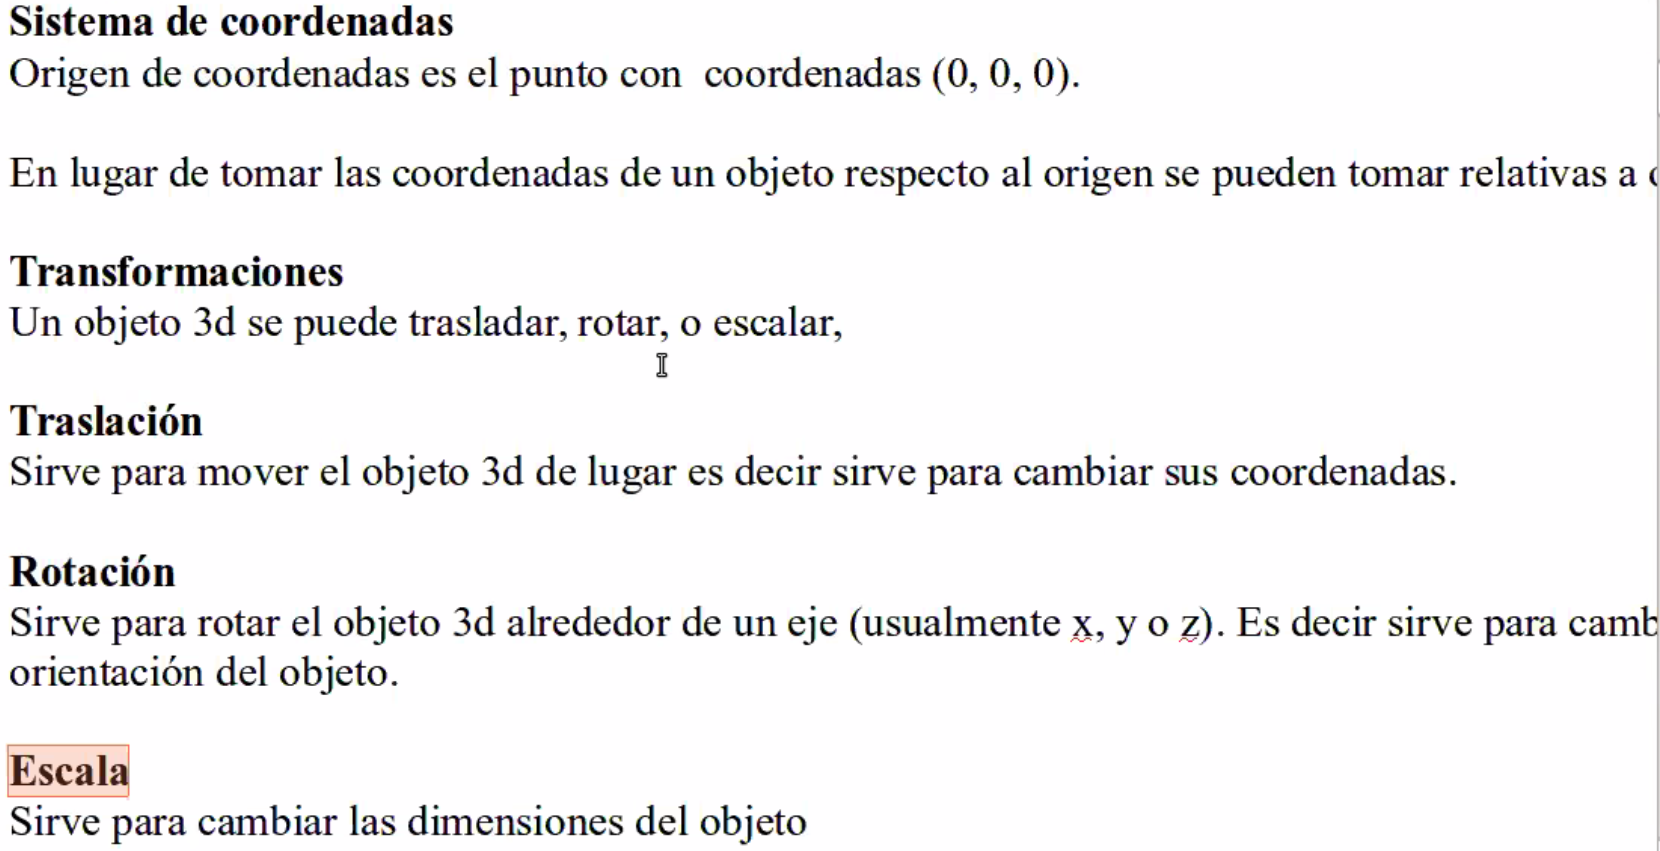 Sistema de coordenadas
Origen de coordenadas es el punto con  coordenadas (0, 0, 0).
En lugar de tomar las coordenadas de un objeto respecto al origen se pueden tomar relativas a
Transformaciones
Un objeto 3d se puede trasladar, rotar, o escalar,
Traslación
Sirve para mover el objeto 3d de lugar es decir sirve para cambiar sus coordenadas.
Rotación
Sirve para rotar el objeto 3d alrededor de un eje (usualmente x, y o z). Es decir sirve para camb
orientación del objeto.
Escala
Sirve para cambiar las dimensiones del objeto